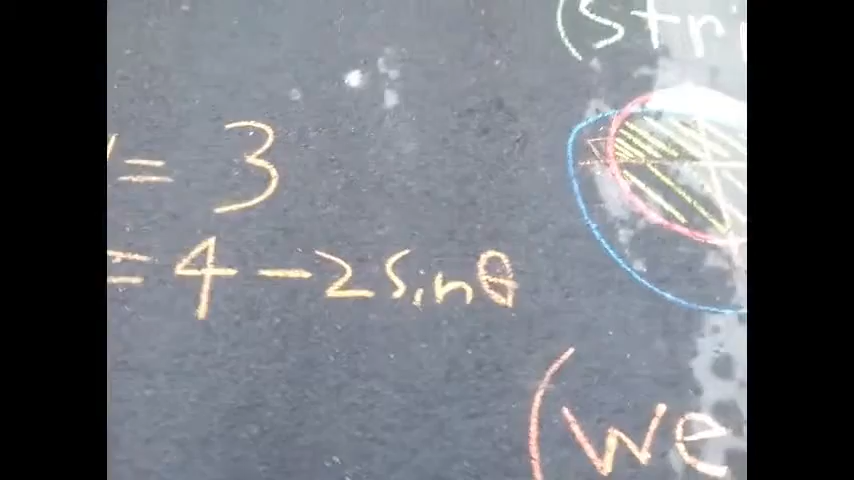 (stri
= 3
= 4 - 2sinθ
(we